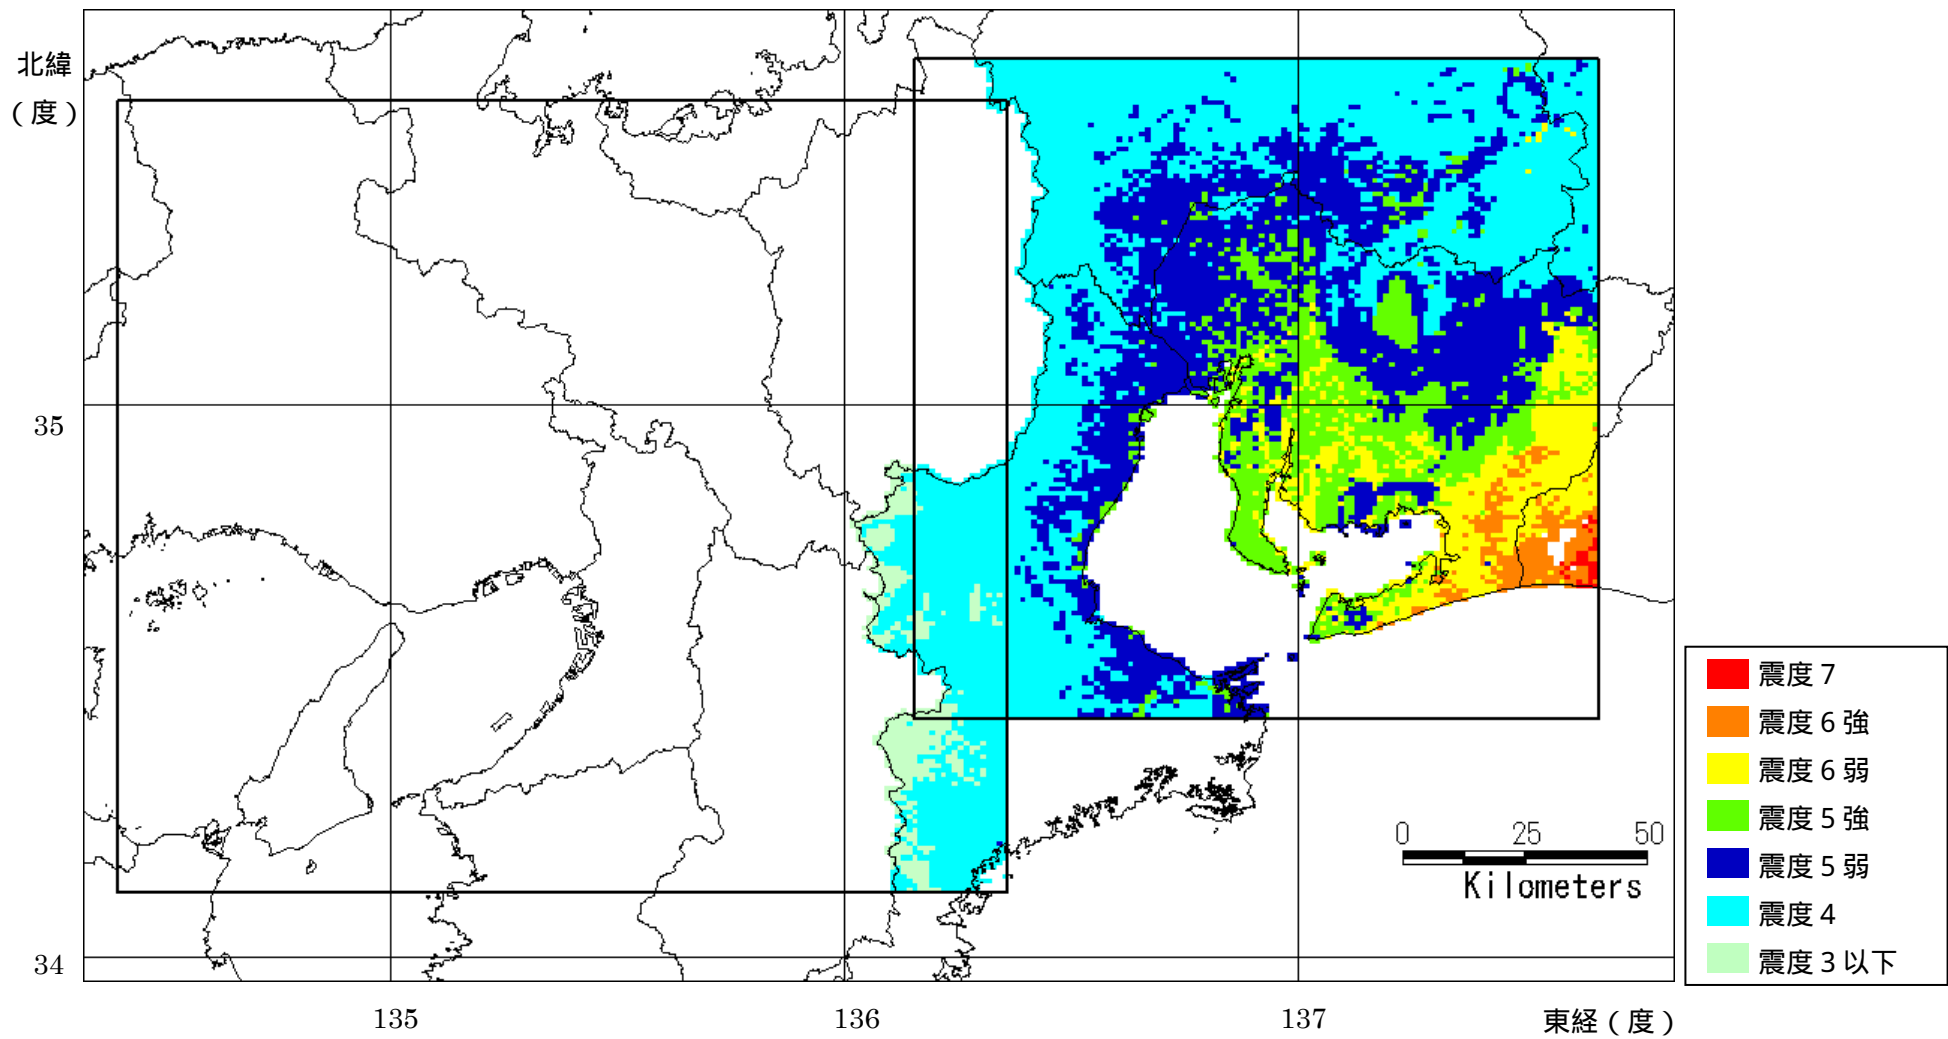 北緯
（度）
35
34
135
136
137
東経（度）
0 25 50
Kilometers
震度７
震度６強
震度６弱
震度５強
震度５弱
震度４
震度３以下